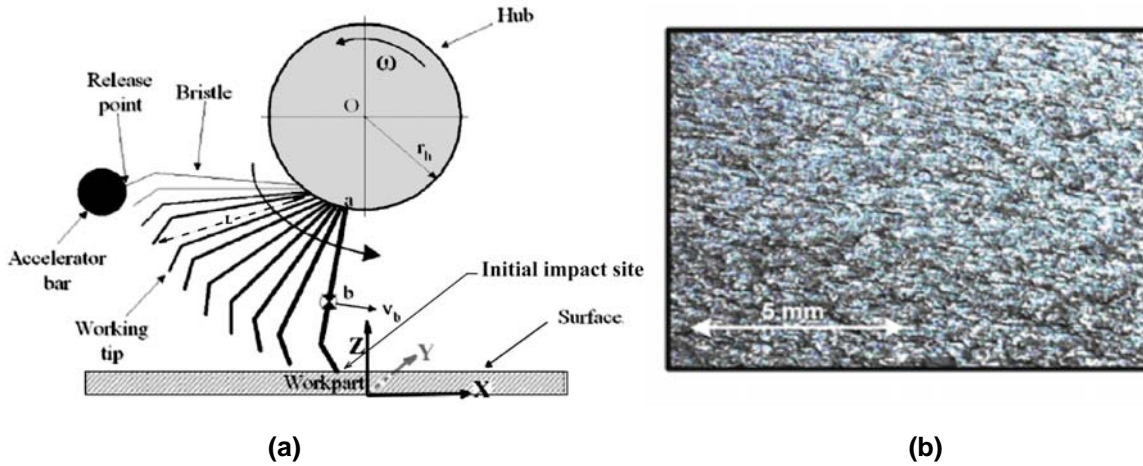 Hub
ω
Release
point
Bristle
O
r_h
a
L
Accelerator
bar
b
v_b
Initial impact site
Working
tip
Surface.
Z
Y
Workpart
X
5 mm
(a)
(b)